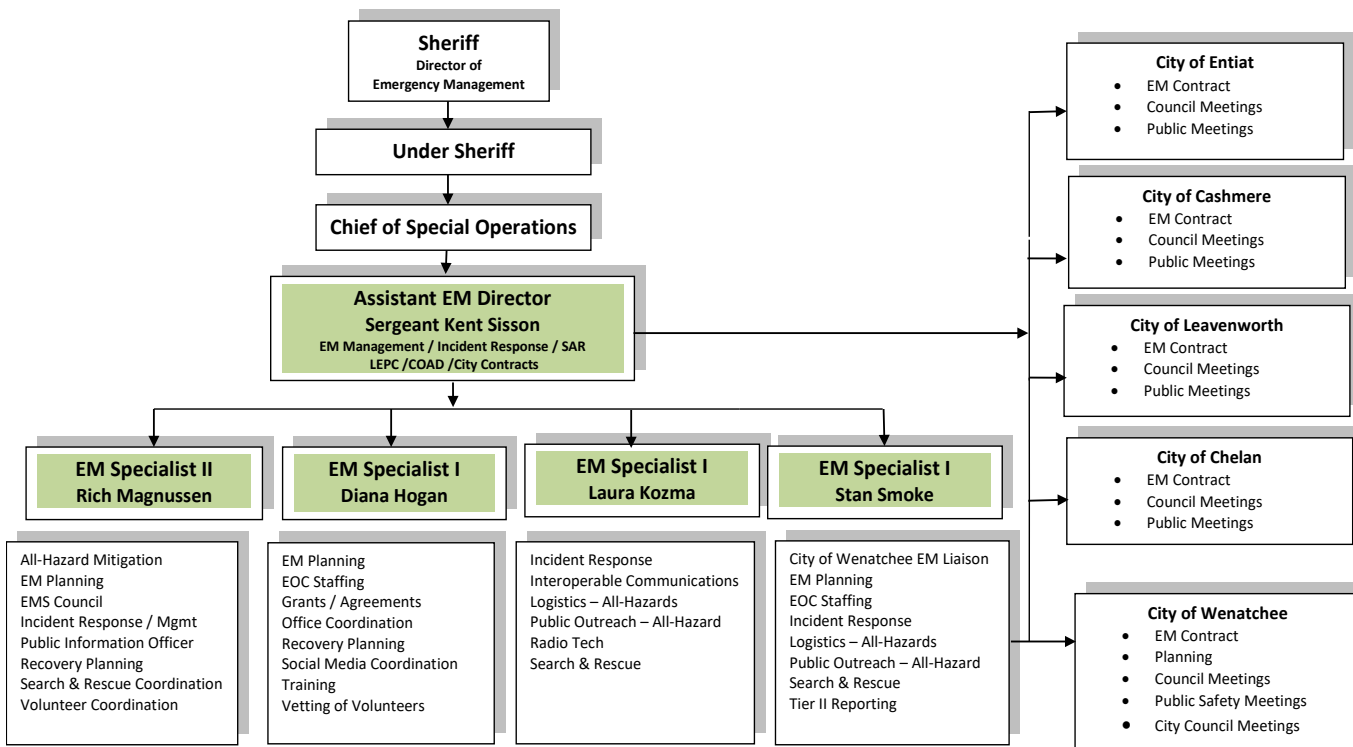 Sheriff
Director of
Emergency Management
Under Sheriff
Chief of Special Operations
Assistant EM Director
Sergeant Kent Sisson
EM Management / Incident Response / SAR
LEPC /COAD /City Contracts
EM Specialist II
Rich Magnussen
EM Specialist I
Diana Hogan
EM Specialist I
Laura Kozma
EM Specialist I
Stan Smoke
All-Hazard Mitigation
EM Planning
EMS Council
Incident Response / Mgmt
Public Information Officer
Recovery Planning
Search & Rescue Coordination
Volunteer Coordination
EM Planning
EOC Staffing
Grants / Agreements
Office Coordination
Recovery Planning
Social Media Coordination
Training
Vetting of Volunteers
Incident Response
Interoperable Communications
Logistics – All-Hazards
Public Outreach – All-Hazard
Radio Tech
Search & Rescue
City of Wenatchee EM Liaison
EM Planning
EOC Staffing
Incident Response
Logistics – All-Hazards
Public Outreach – All-Hazard
Search & Rescue
Tier II Reporting
City of Entiat
• EM Contract
• Council Meetings
• Public Meetings
City of Cashmere
• EM Contract
• Council Meetings
• Public Meetings
City of Leavenworth
• EM Contract
• Council Meetings
• Public Meetings
City of Chelan
• EM Contract
• Council Meetings
• Public Meetings
City of Wenatchee
• EM Contract
• Planning
• Council Meetings
• Public Safety Meetings
• City Council Meetings